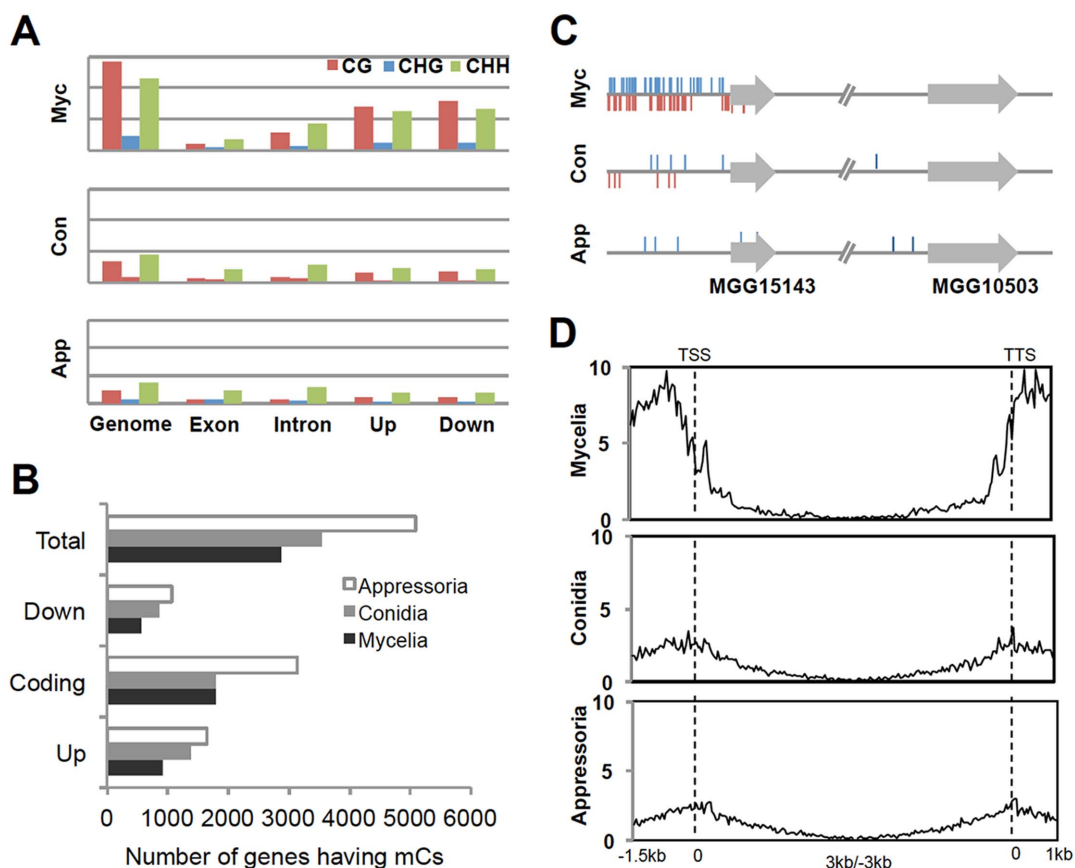 A
CG CHG CHH
Myc
Con
App
Genome Exon Intron Up Down
B
Total
Down
Coding
Up
Appressoria
Conidia
Mycelia
0 1000 2000 3000 4000 5000 6000
Number of genes having mCs
C
Myc
Con
App
MGG15143 MGG10503
D
TSS TTS
10
5
0
Mycelia
10
5
0
Conidia
10
5
0
Appressoria
-1.5kb 0 3kb/-3kb 0 1kb